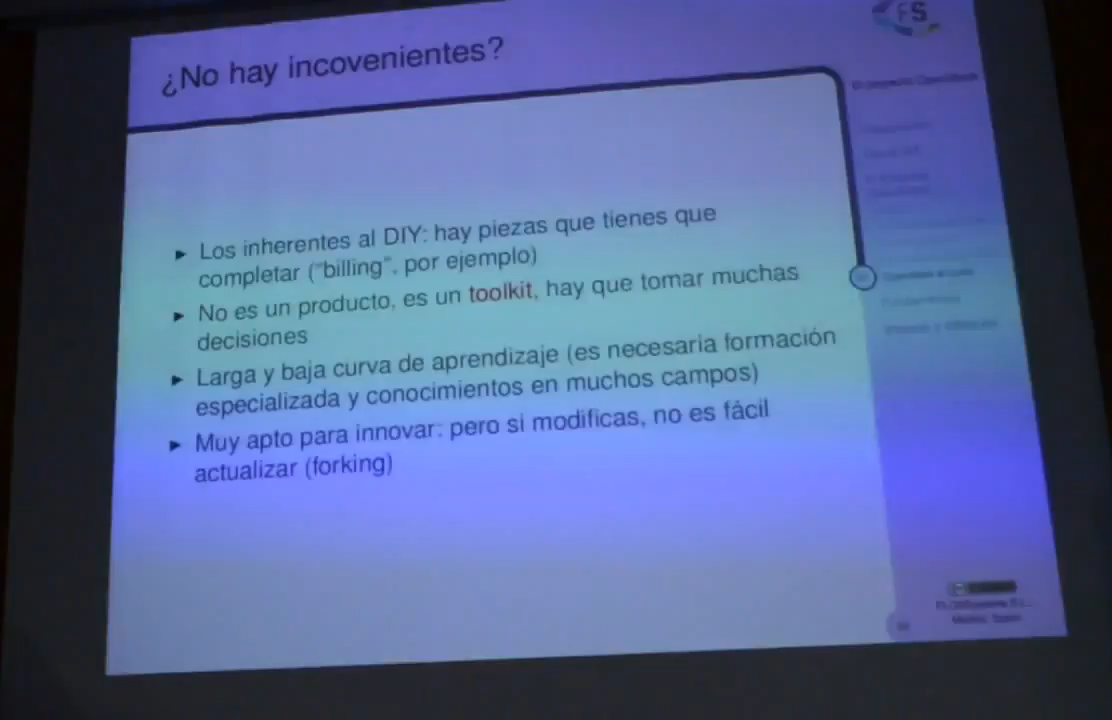 ¿No hay incovenientes?
FS
► Los inherentes al DIY: hay piezas que tienes que
completar ("billing", por ejemplo)
► No es un producto, es un toolkit, hay que tomar muchas
decisiones
► Larga y baja curva de aprendizaje (es necesaria formación
especializada y conocimientos en muchos campos)
► Muy apto para innovar: pero si modificas, no es fácil
actualizar (forking)